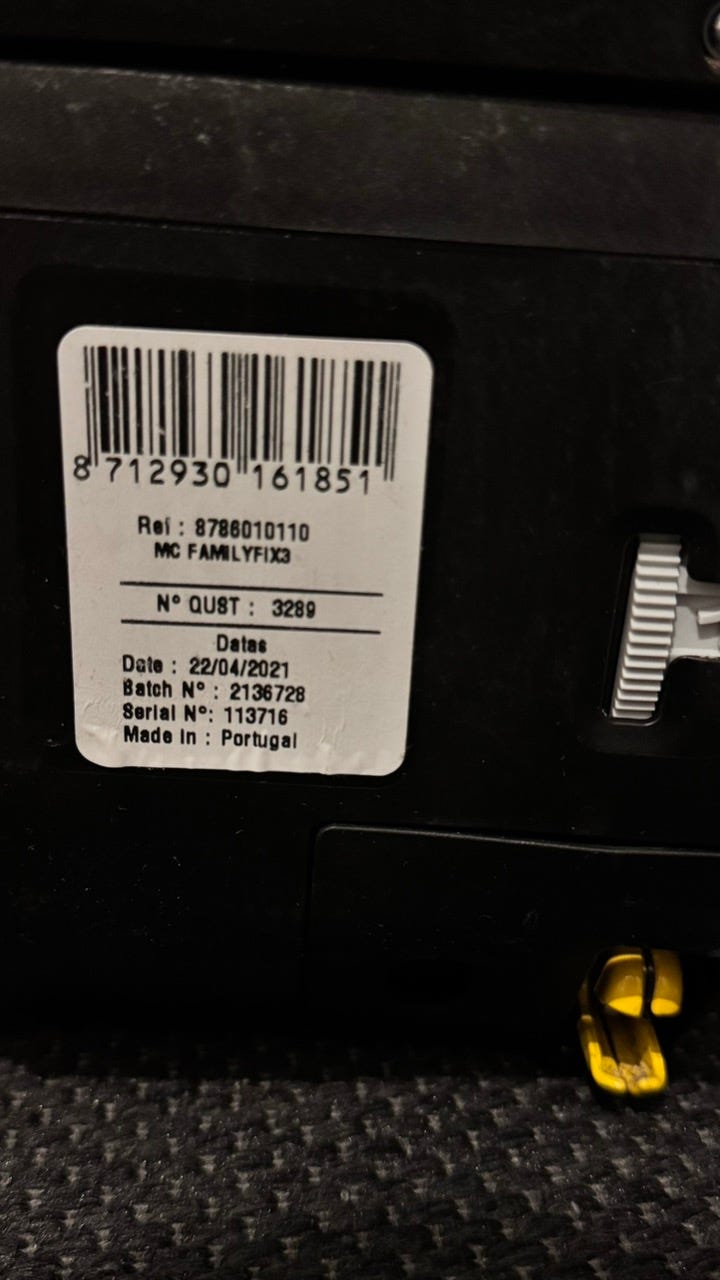 8 712930 161851
Ref : 8786010110
MC FAMILYFIX3
N° QUST : 3289
Datas
Date : 22/04/2021
Batch N° : 2136728
Serial N°: 113716
Made In : Portugal